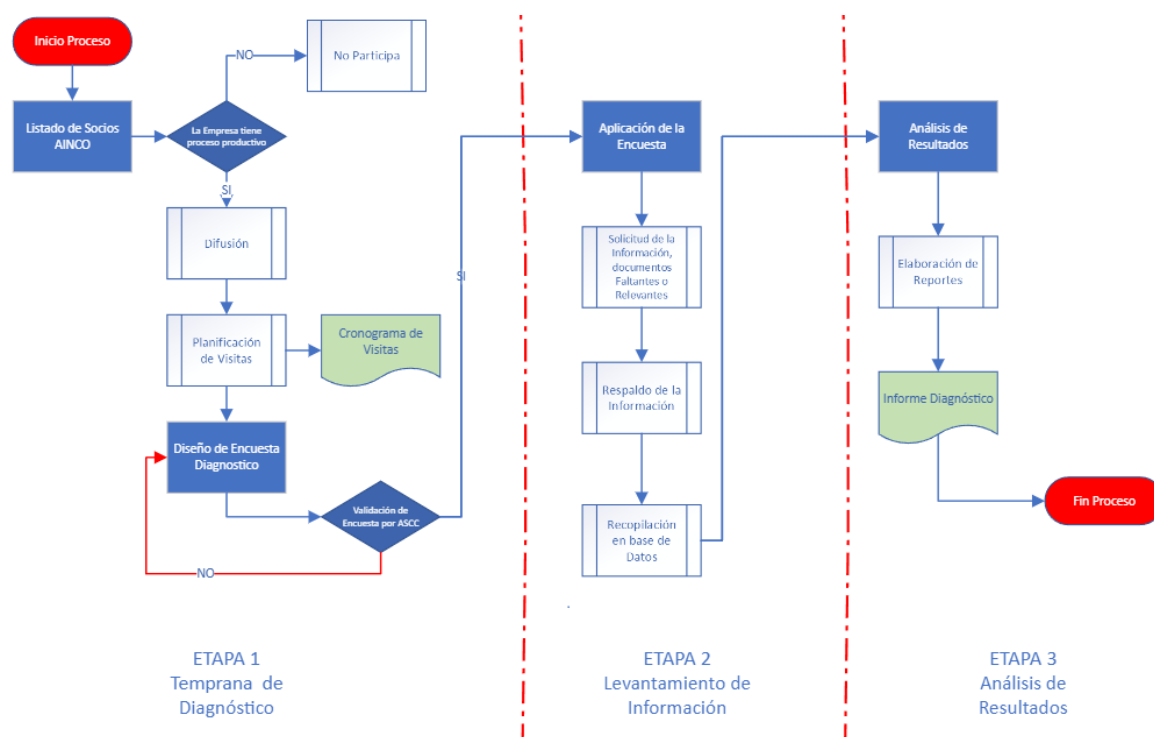 Inicio Proceso
Listado de Socios
AINCO
La Empresa tiene
proceso productivo
NO
No Participa
SI
Difusión
Planificación
de Visitas
Cronograma de
Visitas
Diseño de Encuesta
Diagnostico
Validación de
Encuesta por ASCC
NO
SI
Aplicación de la
Encuesta
Solicitud de la
Información,
documentos
Faltantes o
Relevantes
Respaldo de la
Información
Recopilación
en base de
Datos
Análisis de
Resultados
Elaboración de
Reportes
Informe Diagnóstico
Fin Proceso
ETAPA 1
Temprana de
Diagnóstico
ETAPA 2
Levantamiento de
Información
ETAPA 3
Análisis de
Resultados